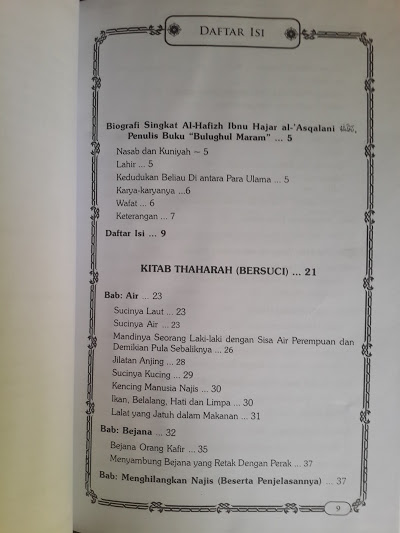 DAFTAR ISI
Biografi Singkat Al-Hafizh Ibnu Hajar al-'Asqalani
Penulis Buku "Bulughul Maram" ... 5
Nasab dan Kuniyah ~ 5
Lahir ... 5
Kedudukan Beliau Di antara Para Ulama .. 5
Karya-karyanya ...6
Wafat ... 6
Keterangan ... 7
Daftar Isi ... 9
KITAB THAHARAH (BERSUCI) ... 21
Bab: Air ... 23
Sucinya Laut ... 23
Sucinya Air ... 23
Mandinya Seorang Laki-laki dengan Sisa Air Perempuan dan
Demikian Pula Sebaliknya ... 26
Jilatan Anjing ... 28
Sucinya Kucing ... 29
Kencing Manusia Najis ... 30
Ikan, Belalang, Hati dan Limpa ... 30
Lalat yang Jatuh dalam Makanan ... 31
Bab: Bejana ... 32
Bejana Orang Kafir ... 35
Menyambung Bejana yang Retak Dengan Perak ... 37
Bab: Menghilangkan Najis (Beserta Penjelasannya) ... 37
9